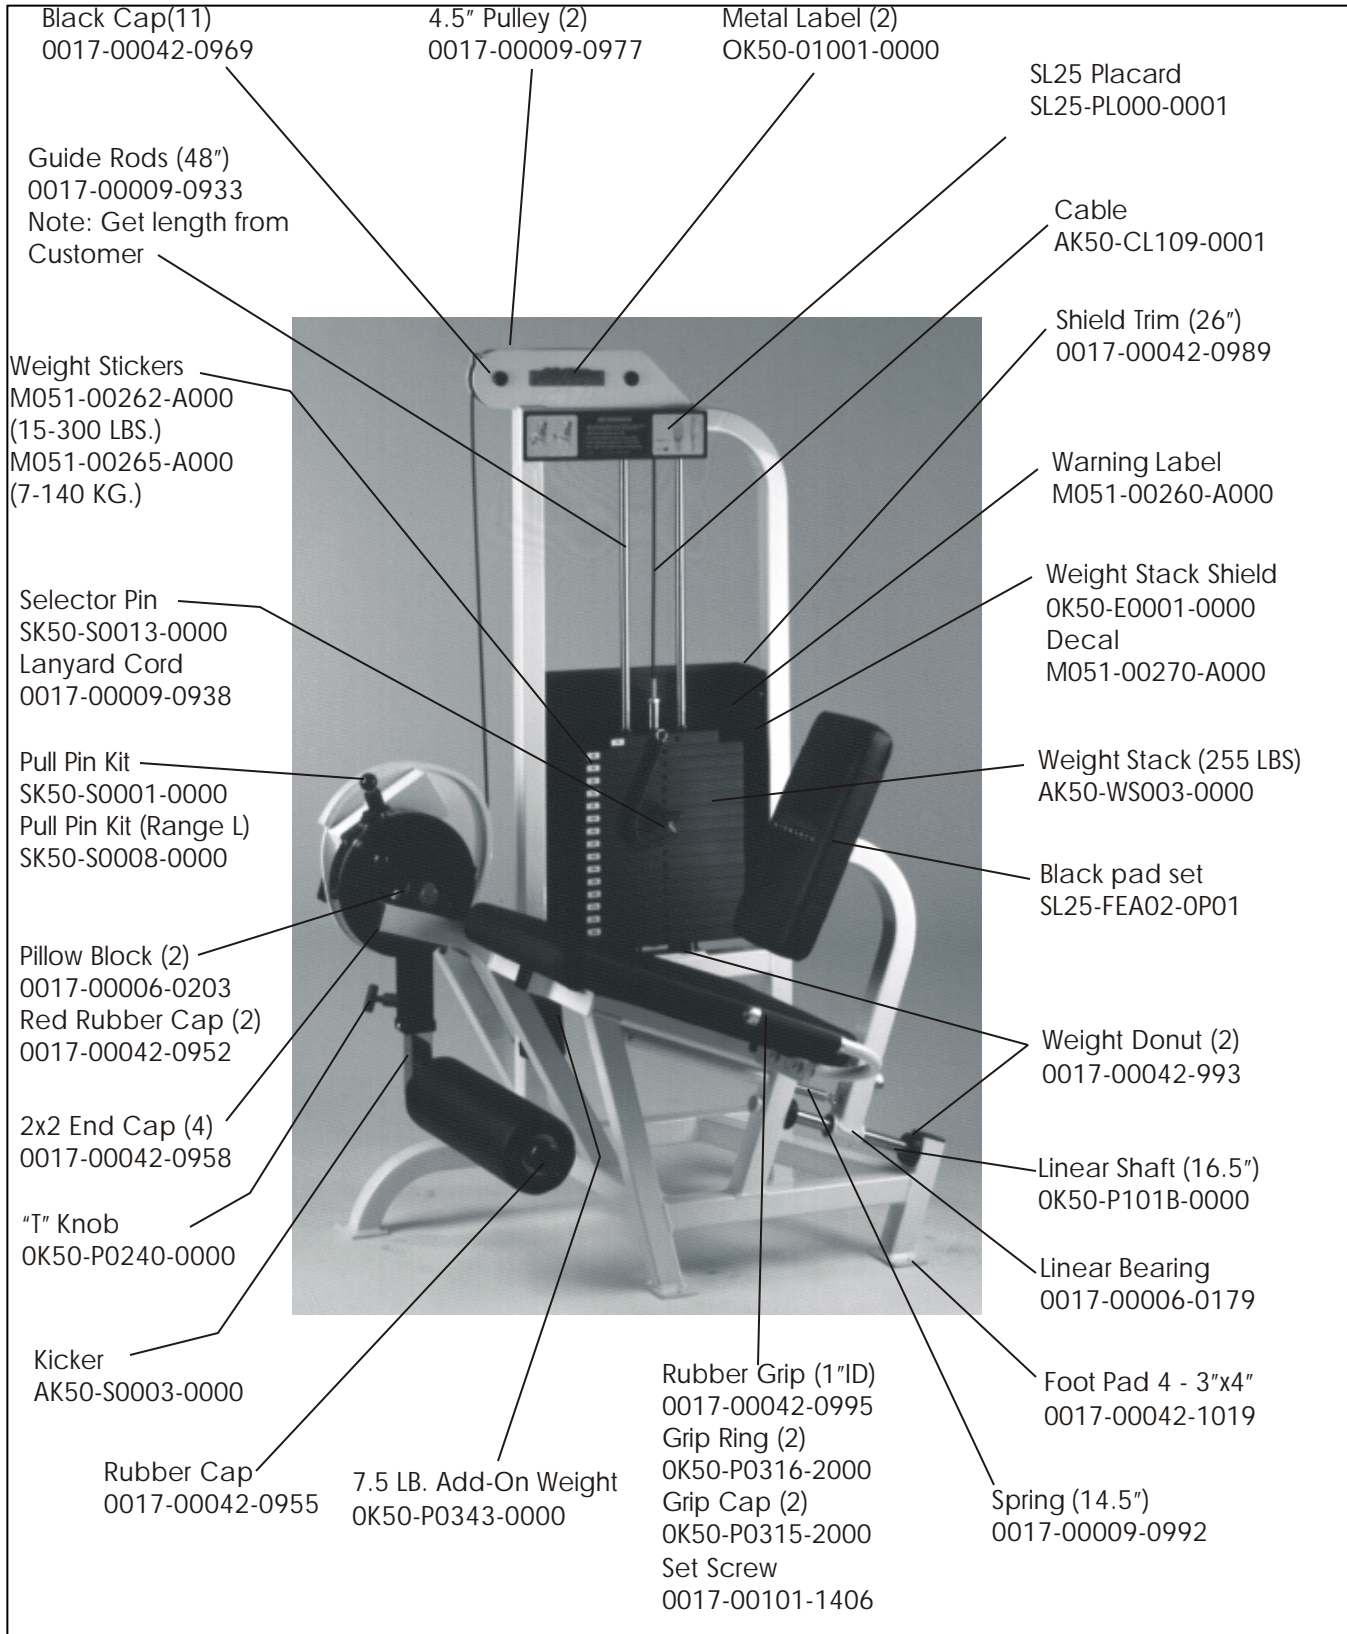 Black Cap(11)
0017-00042-0969
4.5" Pulley (2)
0017-00009-0977
Metal Label (2)
OK50-01001-0000
SL25 Placard
SL25-PL000-0001
Guide Rods (48")
0017-00009-0933
Note: Get length from
Customer
Cable
AK50-CL109-0001
Shield Trim (26")
0017-00042-0989
Weight Stickers
M051-00262-A000
(15-300 LBS.)
M051-00265-A000
(7-140 KG.)
Warning Label
M051-00260-A000
Weight Stack Shield
0K50-E0001-0000
Decal
M051-00270-A000
Selector Pin
SK50-S0013-0000
Lanyard Cord
0017-00009-0938
Pull Pin Kit
SK50-S0001-0000
Pull Pin Kit (Range L)
SK50-S0008-0000
Weight Stack (255 LBS)
AK50-WS003-0000
Black pad set
SL25-FEA02-0P01
Pillow Block (2)
0017-00006-0203
Red Rubber Cap (2)
0017-00042-0952
Weight Donut (2)
0017-00042-993
2x2 End Cap (4)
0017-00042-0958
Linear Shaft (16.5")
0K50-P101B-0000
"T" Knob
0K50-P0240-0000
Linear Bearing
0017-00006-0179
Kicker
AK50-S0003-0000
Rubber Grip (1"ID)
0017-00042-0995
Grip Ring (2)
0K50-P0316-2000
Grip Cap (2)
0K50-P0315-2000
Set Screw
0017-00101-1406
Foot Pad 4 - 3"x4"
0017-00042-1019
Rubber Cap
0017-00042-0955
7.5 LB. Add-On Weight
0K50-P0343-0000
Spring (14.5")
0017-00009-0992